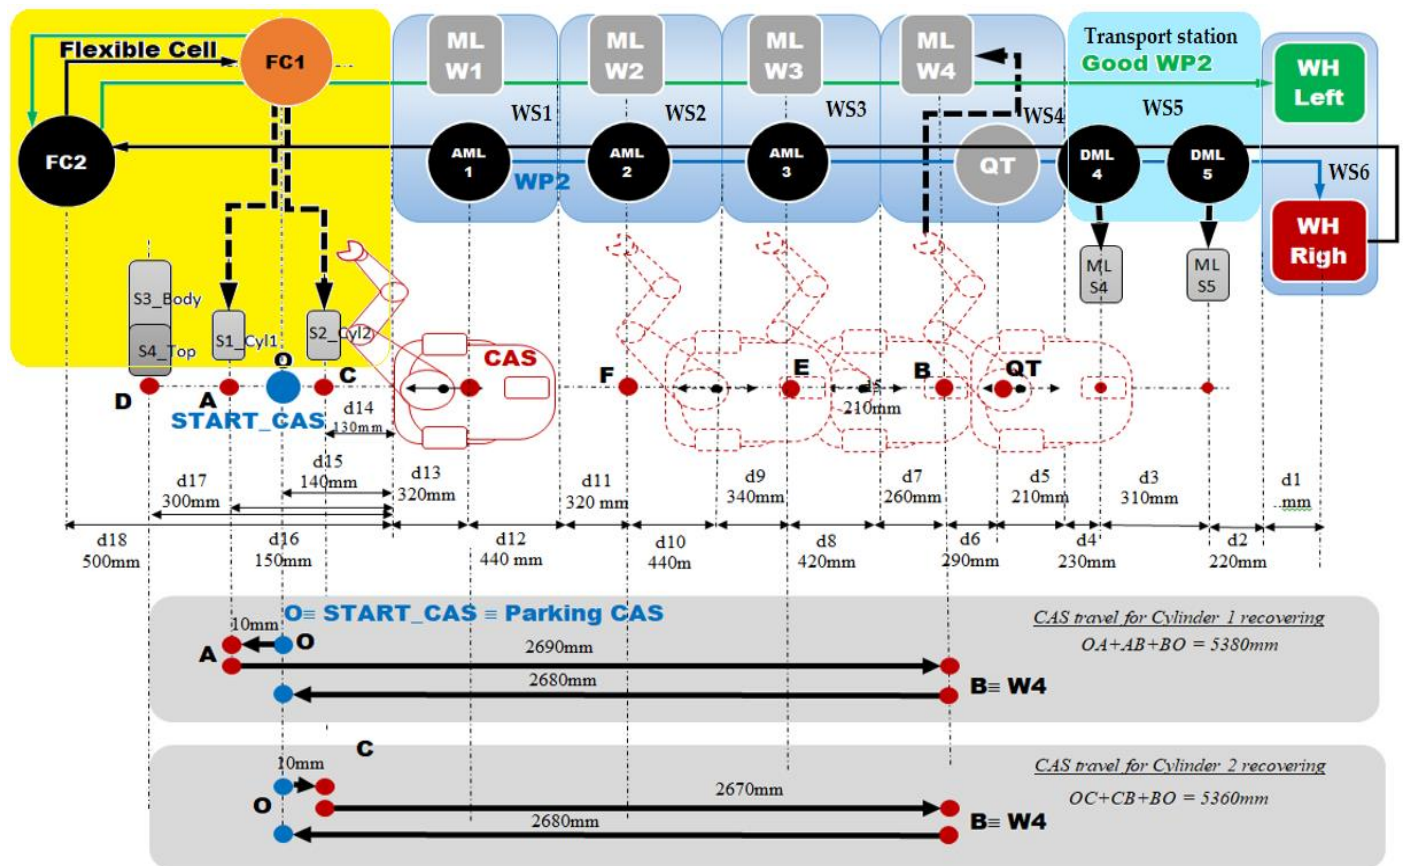 Flexible Cell
FC1
FC2
ML
W1
ML
W2
ML
W3
ML
W4
Transport station
Good WP2
WH
Left
WS1
WS2
WS3
WS4
WS5
WS6
AML
1
AML
2
AML
3
QT
DML
4
DML
5
WP2
WH
Righ
S3_Body
S4_Top
S1_Cyl1
S2_Cyl2
ML
S4
ML
S5
O
CAS
D
A
C
F
E
B
QT
START_CAS
d5
210mm
d14
130mm
d15
140mm
d17
300mm
d13
320mm
d11
320 mm
d9
340mm
d7
260mm
d5
210mm
d3
310mm
d1
mm
d18
500mm
d16
150mm
d12
440 mm
d10
440m
d8
420mm
d6
290mm
d4
230mm
d2
220mm
O≡ START_CAS ≡ Parking CAS
10mm
O
A
2690mm
2680mm
B≡ W4
CAS travel for Cylinder 1 recovering
OA+AB+BO = 5380mm
C
10mm
O
2670mm
2680mm
B≡ W4
CAS travel for Cylinder 2 recovering
OC+CB+BO = 5360mm